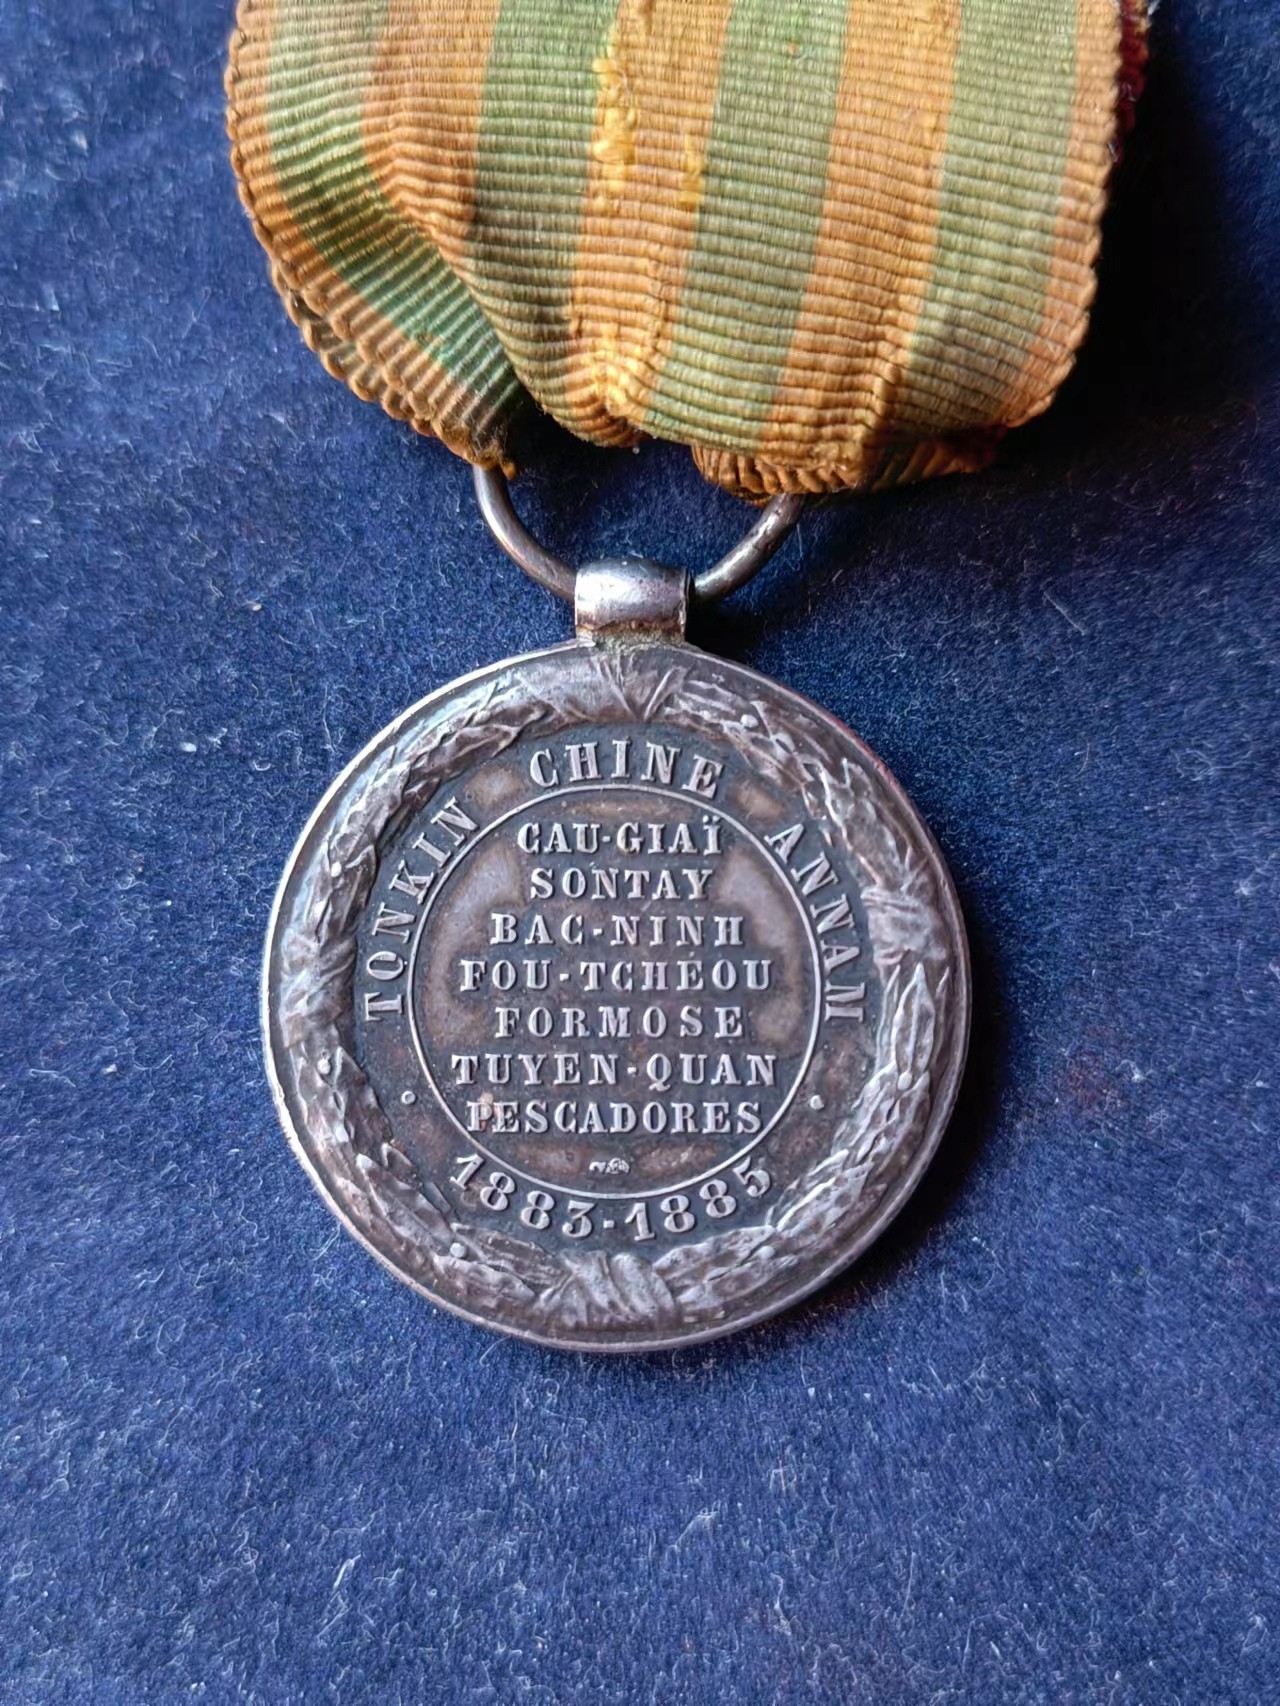 TONKIN CHINE ANNAM
CAU-GIAÏ
SONTAY
BAC-NINH
FOU-TCHÉOU
FORMOSE
TUYEN-QUAN
PESCADORES
1883-1885